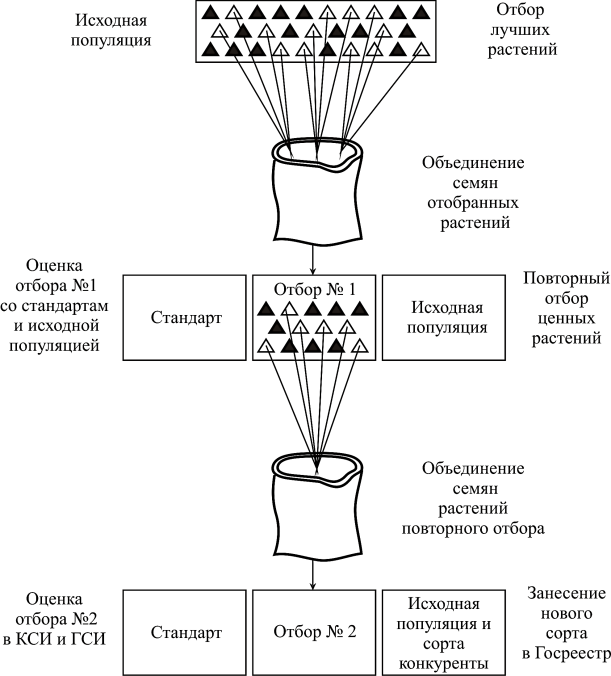 Исходная
популяция
Отбор
лучших
растений
Объединение
семян
отобранных
растений
Оценка
отбора №1
со стандартам
и исходной
популяцией
Стандарт
Отбор № 1
Исходная
популяция
Повторный
отбор
ценных
растений
Объединение
семян
растений
повторного отбора
Оценка
отбора №2
в КСИ и ГСИ
Стандарт
Отбор № 2
Исходная
популяция и
сорта
конкуренты
Занесение
нового
сорта
в Госреестр